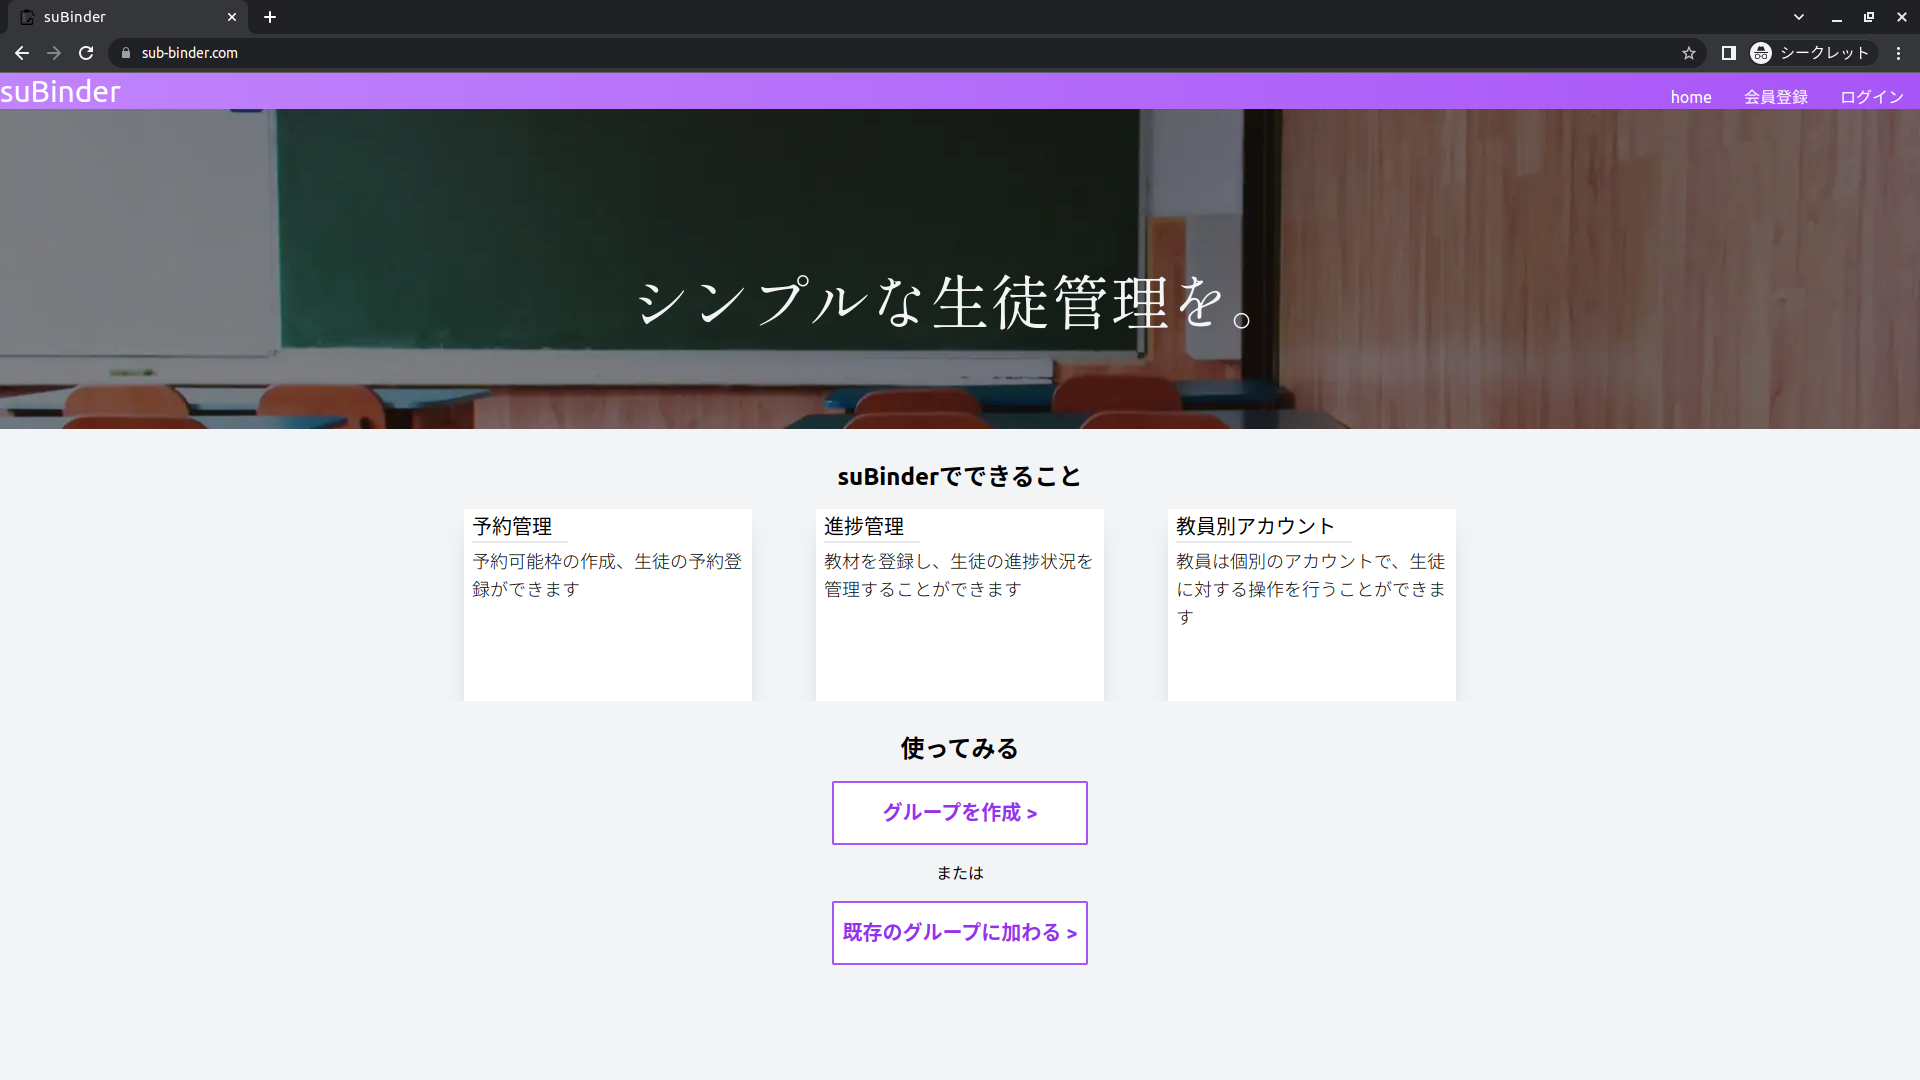 suBinder
sub-binder.com
シークレット
suBinder
home 会員登録 ログイン
シンプルな生徒管理を。
suBinderでできること
予約管理
予約可能枠の作成、生徒の予約登
録ができます
進捗管理
教材を登録し、生徒の進捗状況を
管理することができます
教員別アカウント
教員は個別のアカウントで、生徒
に対する操作を行うことができま
す
使ってみる
グループを作成 >
または
既存のグループに加わる >